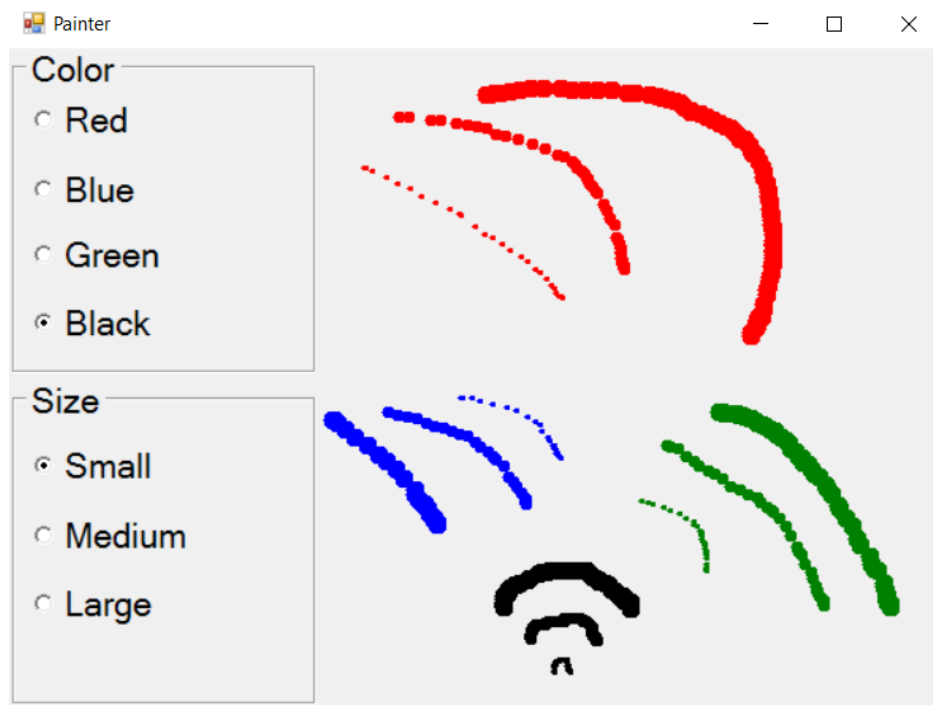 Painter
Color
Red
Blue
Green
Black
Size
Small
Medium
Large